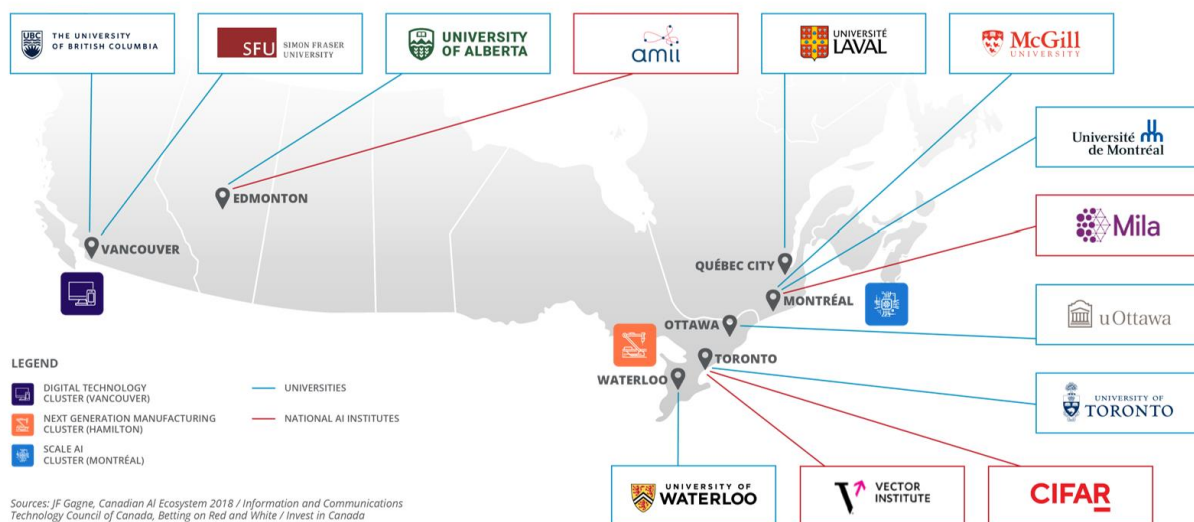 UBC
THE UNIVERSITY
OF BRITISH COLUMBIA
SFU
SIMON FRASER
UNIVERSITY
UNIVERSITY
OF ALBERTA
amii
UNIVERSITÉ
LAVAL
McGill
UNIVERSITY
Université
de Montréal
EDMONTON
Mila
VANCOUVER
QUÉBEC CITY
MONTRÉAL
uOttawa
OTTAWA
TORONTO
WATERLOO
LEGEND
DIGITAL TECHNOLOGY
CLUSTER (VANCOUVER)
UNIVERSITIES
NEXT GENERATION MANUFACTURING
CLUSTER (HAMILTON)
NATIONAL AI INSTITUTES
SCALE AI
CLUSTER (MONTRÉAL)
UNIVERSITY OF
TORONTO
UNIVERSITY OF
WATERLOO
VECTOR
INSTITUTE
CIFAR
Sources: JF Gagne, Canadian AI Ecosystem 2018 / Information and Communications
Technology Council of Canada, Betting on Red and White / Invest in Canada